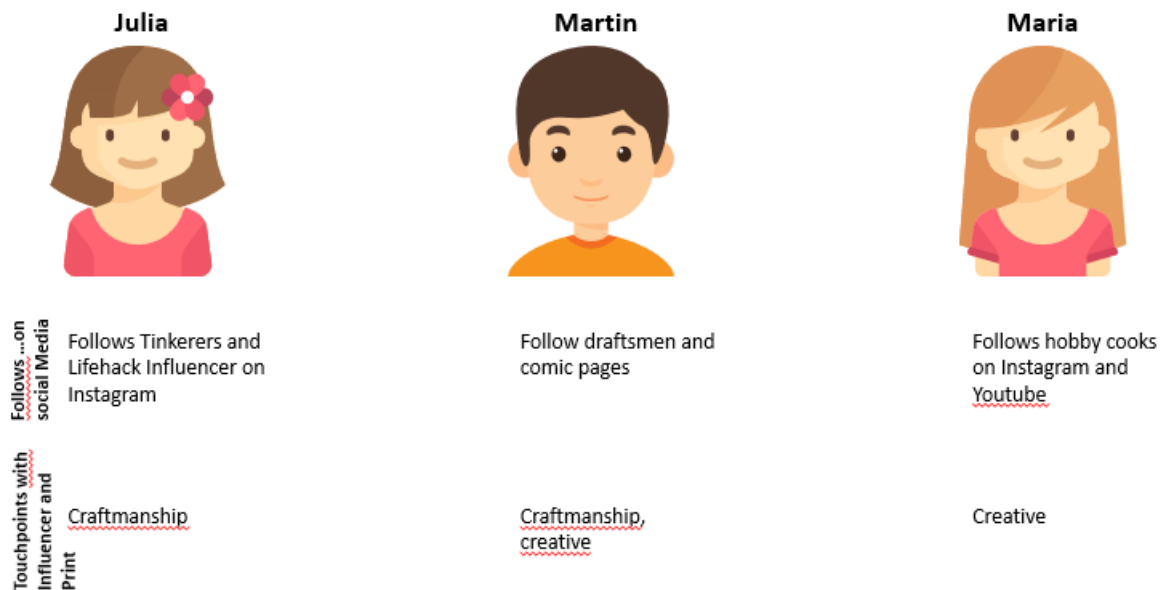 Julia
Martin
Maria
Follows ...on
social Media
Follows Tinkerers and
Lifehack Influencer on
Instagram
Follow draftsmen and
comic pages
Follows hobby cooks
on Instagram and
Youtube
Touchpoints with
Influencer and
Print
Craftmanship
Craftmanship,
creative
Creative